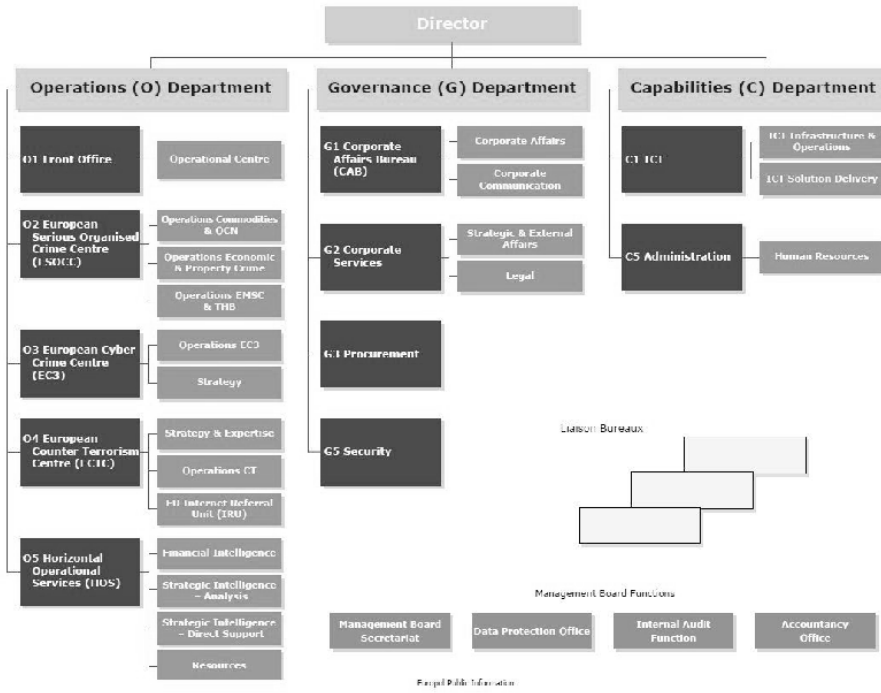 Director
Operations (O) Department
Governance (G) Department
Capabilities (C) Department
O1 Front Office
Operational Centre
O2 European
Serious Organised
Crime Centre
(ESOCC)
Operations Commodities
& OCN
Operations Economic
& Property Crime
Operations EMSC
& THB
O3 European Cyber
Crime Centre
(EC3)
Operations EC3
Strategy
O4 European
Counter Terrorism
Centre (ECTC)
Strategy & Expertise
Operations CT
EU Internet Referral
Unit (IRU)
O5 Horizontal
Operational
Services (HOS)
Financial Intelligence
Strategic Intelligence
– Analysis
Strategic Intelligence
– Direct Support
Resources
G1 Corporate
Affairs Bureau
(CAB)
Corporate Affairs
Corporate
Communication
G2 Corporate
Services
Strategic & External
Affairs
Legal
G3 Procurement
G5 Security
C1 ICT
ICT Infrastructure &
Operations
ICT Solution Delivery
C5 Administration
Human Resources
Liaison Bureaux
Management Board Functions
Management Board
Secretariat
Data Protection Office
Internal Audit
Function
Accountancy
Office
Europol Public Information